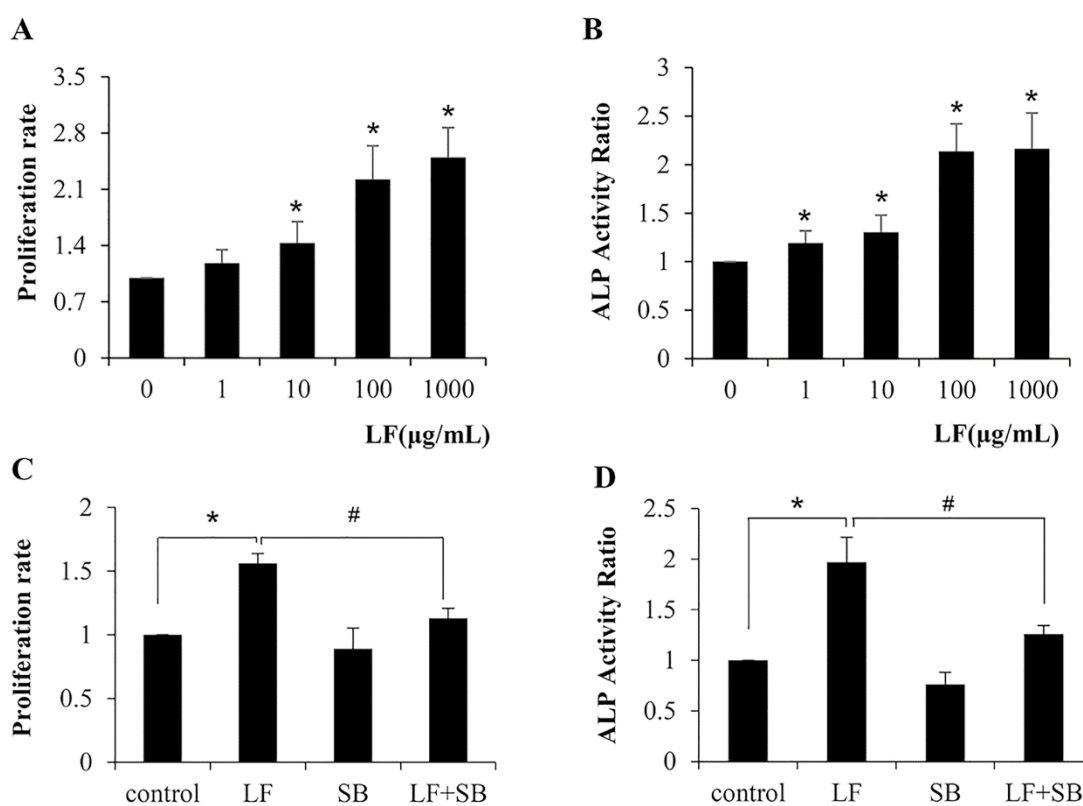 A
Proliferation rate
3.5
2.8
2.1
1.4
0.7
0
*
*
*
0 1 10 100 1000
LF(µg/mL)
B
ALP Activity Ratio
3
2.5
2
1.5
1
0.5
0
*
*
*
*
0 1 10 100 1000
LF(µg/mL)
C
Proliferation rate
2
1.5
1
0.5
0
*
#
control LF SB LF+SB
D
ALP Activity Ratio
2.5
2
1.5
1
0.5
0
*
#
control LF SB LF+SB